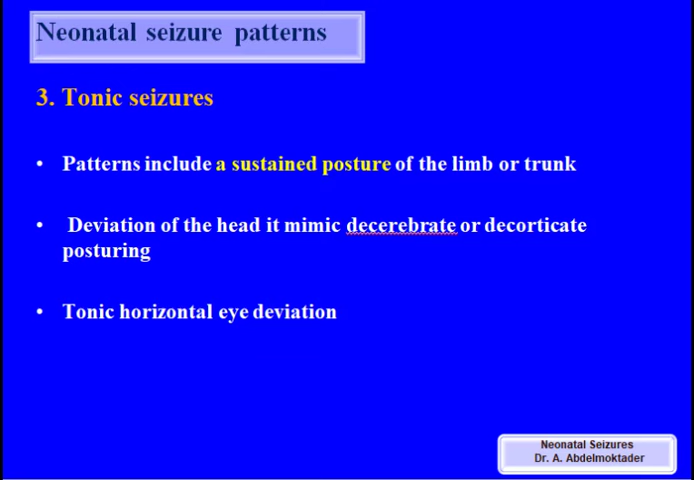 Neonatal seizure patterns
3. Tonic seizures
• Patterns include a sustained posture of the limb or trunk
• Deviation of the head it mimic decerebrate or decorticate
posturing
• Tonic horizontal eye deviation
Neonatal Seizures
Dr. A. Abdelmoktader